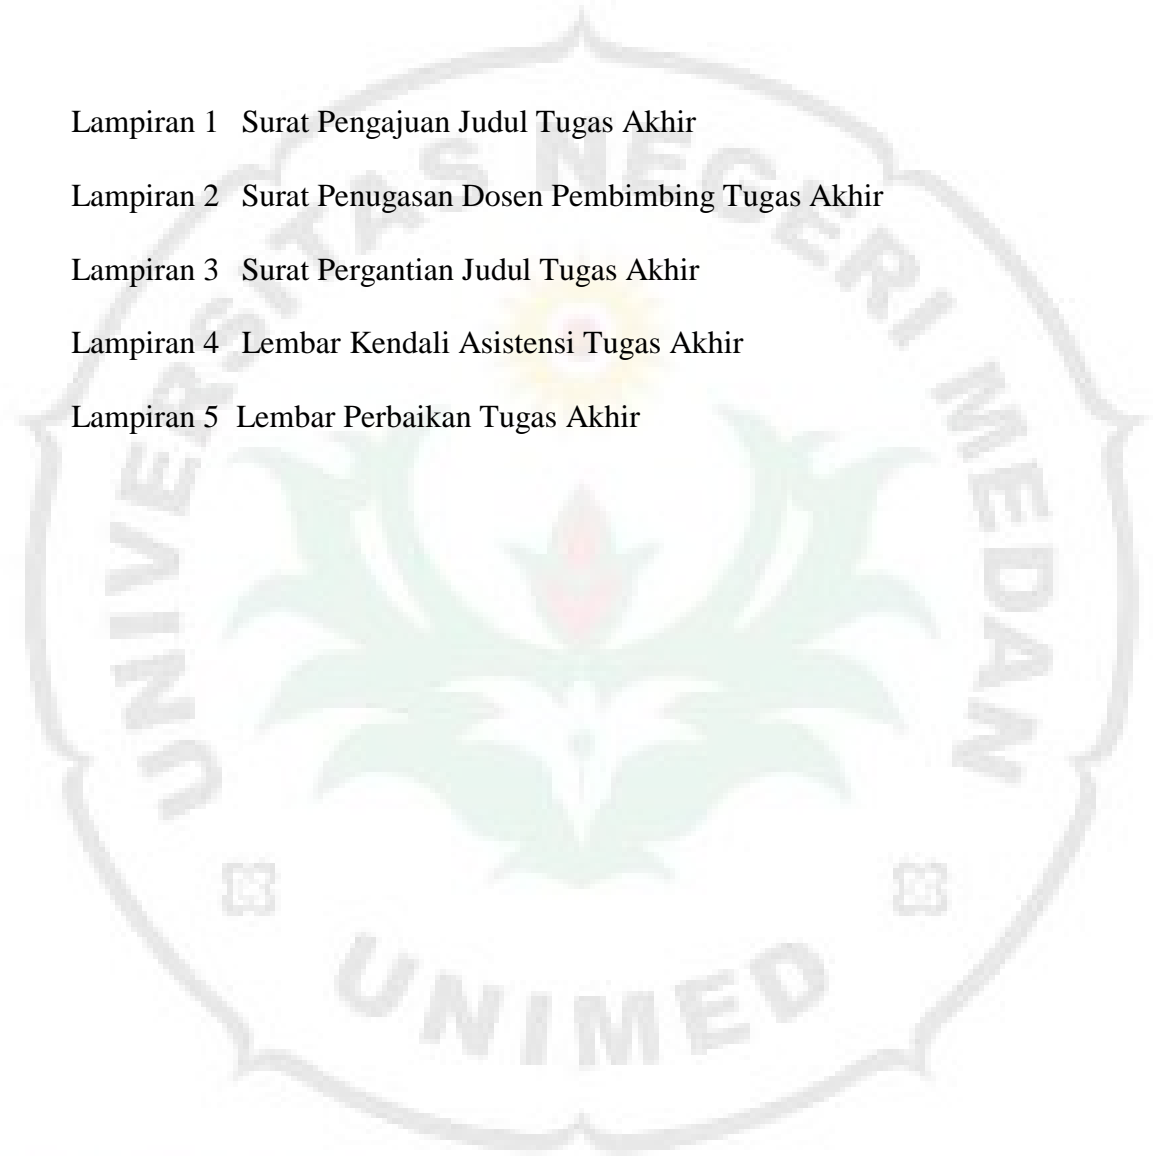 Lampiran 1 Surat Pengajuan Judul Tugas Akhir
Lampiran 2 Surat Penugasan Dosen Pembimbing Tugas Akhir
Lampiran 3 Surat Pergantian Judul Tugas Akhir
Lampiran 4 Lembar Kendali Asistensi Tugas Akhir
Lampiran 5 Lembar Perbaikan Tugas Akhir
UNIVERSITAS NEGERI MEDAN
UNIMED